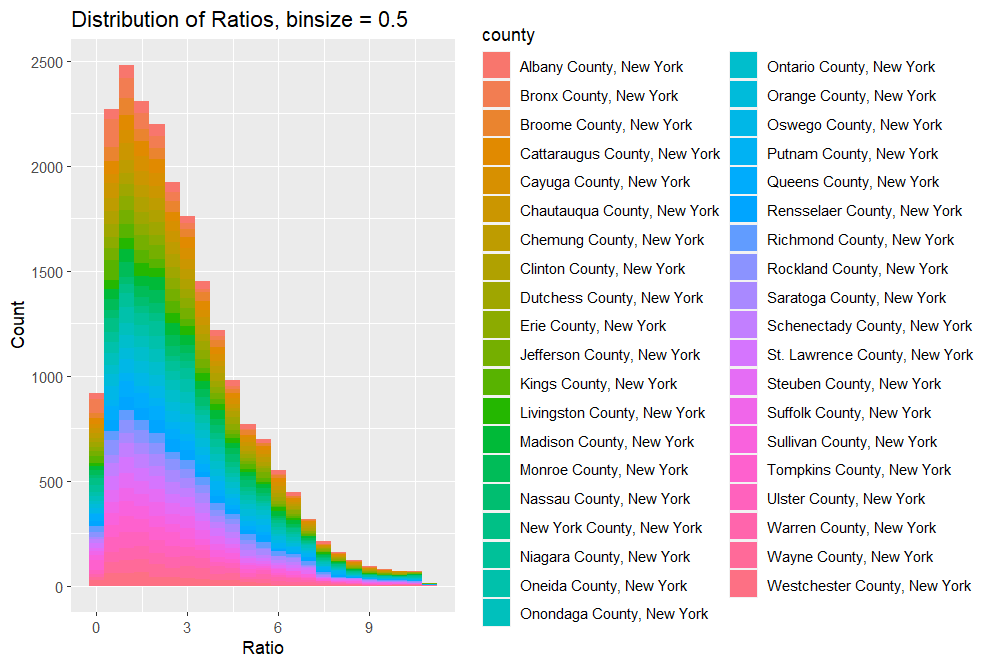 Distribution of Ratios, binsize = 0.5
Count
2500
2000
1500
1000
500
0
0
3
6
9
Ratio
county
Albany County, New York
Bronx County, New York
Broome County, New York
Cattaraugus County, New York
Cayuga County, New York
Chautauqua County, New York
Chemung County, New York
Clinton County, New York
Dutchess County, New York
Erie County, New York
Jefferson County, New York
Kings County, New York
Livingston County, New York
Madison County, New York
Monroe County, New York
Nassau County, New York
New York County, New York
Niagara County, New York
Oneida County, New York
Onondaga County, New York
Ontario County, New York
Orange County, New York
Oswego County, New York
Putnam County, New York
Queens County, New York
Rensselaer County, New York
Richmond County, New York
Rockland County, New York
Saratoga County, New York
Schenectady County, New York
St. Lawrence County, New York
Steuben County, New York
Suffolk County, New York
Sullivan County, New York
Tompkins County, New York
Ulster County, New York
Warren County, New York
Wayne County, New York
Westchester County, New York